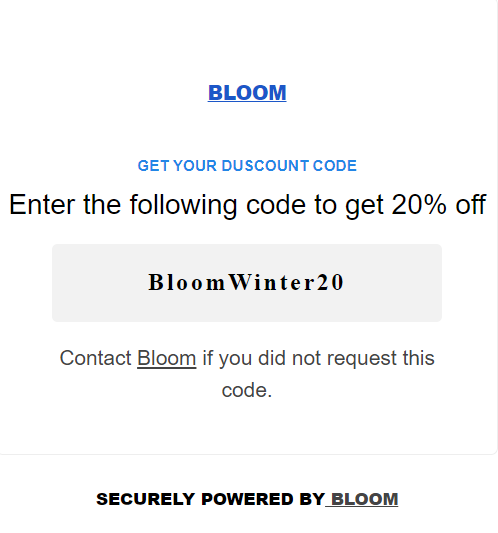 BLOOM
GET YOUR DUSCOUNT CODE
Enter the following code to get 20% off
BloomWinter20
Contact Bloom if you did not request this
code.
SECURELY POWERED BY BLOOM